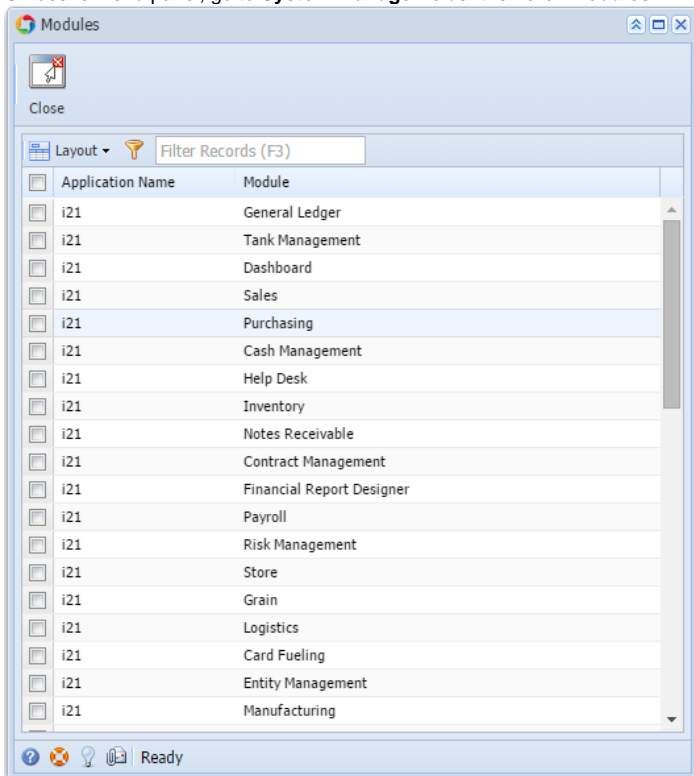 Modules
Close
Layout Filter Records (F3)
Application Name Module
i21 General Ledger
i21 Tank Management
i21 Dashboard
i21 Sales
i21 Purchasing
i21 Cash Management
i21 Help Desk
i21 Inventory
i21 Notes Receivable
i21 Contract Management
i21 Financial Report Designer
i21 Payroll
i21 Risk Management
i21 Store
i21 Grain
i21 Logistics
i21 Card Fueling
i21 Entity Management
i21 Manufacturing
Ready